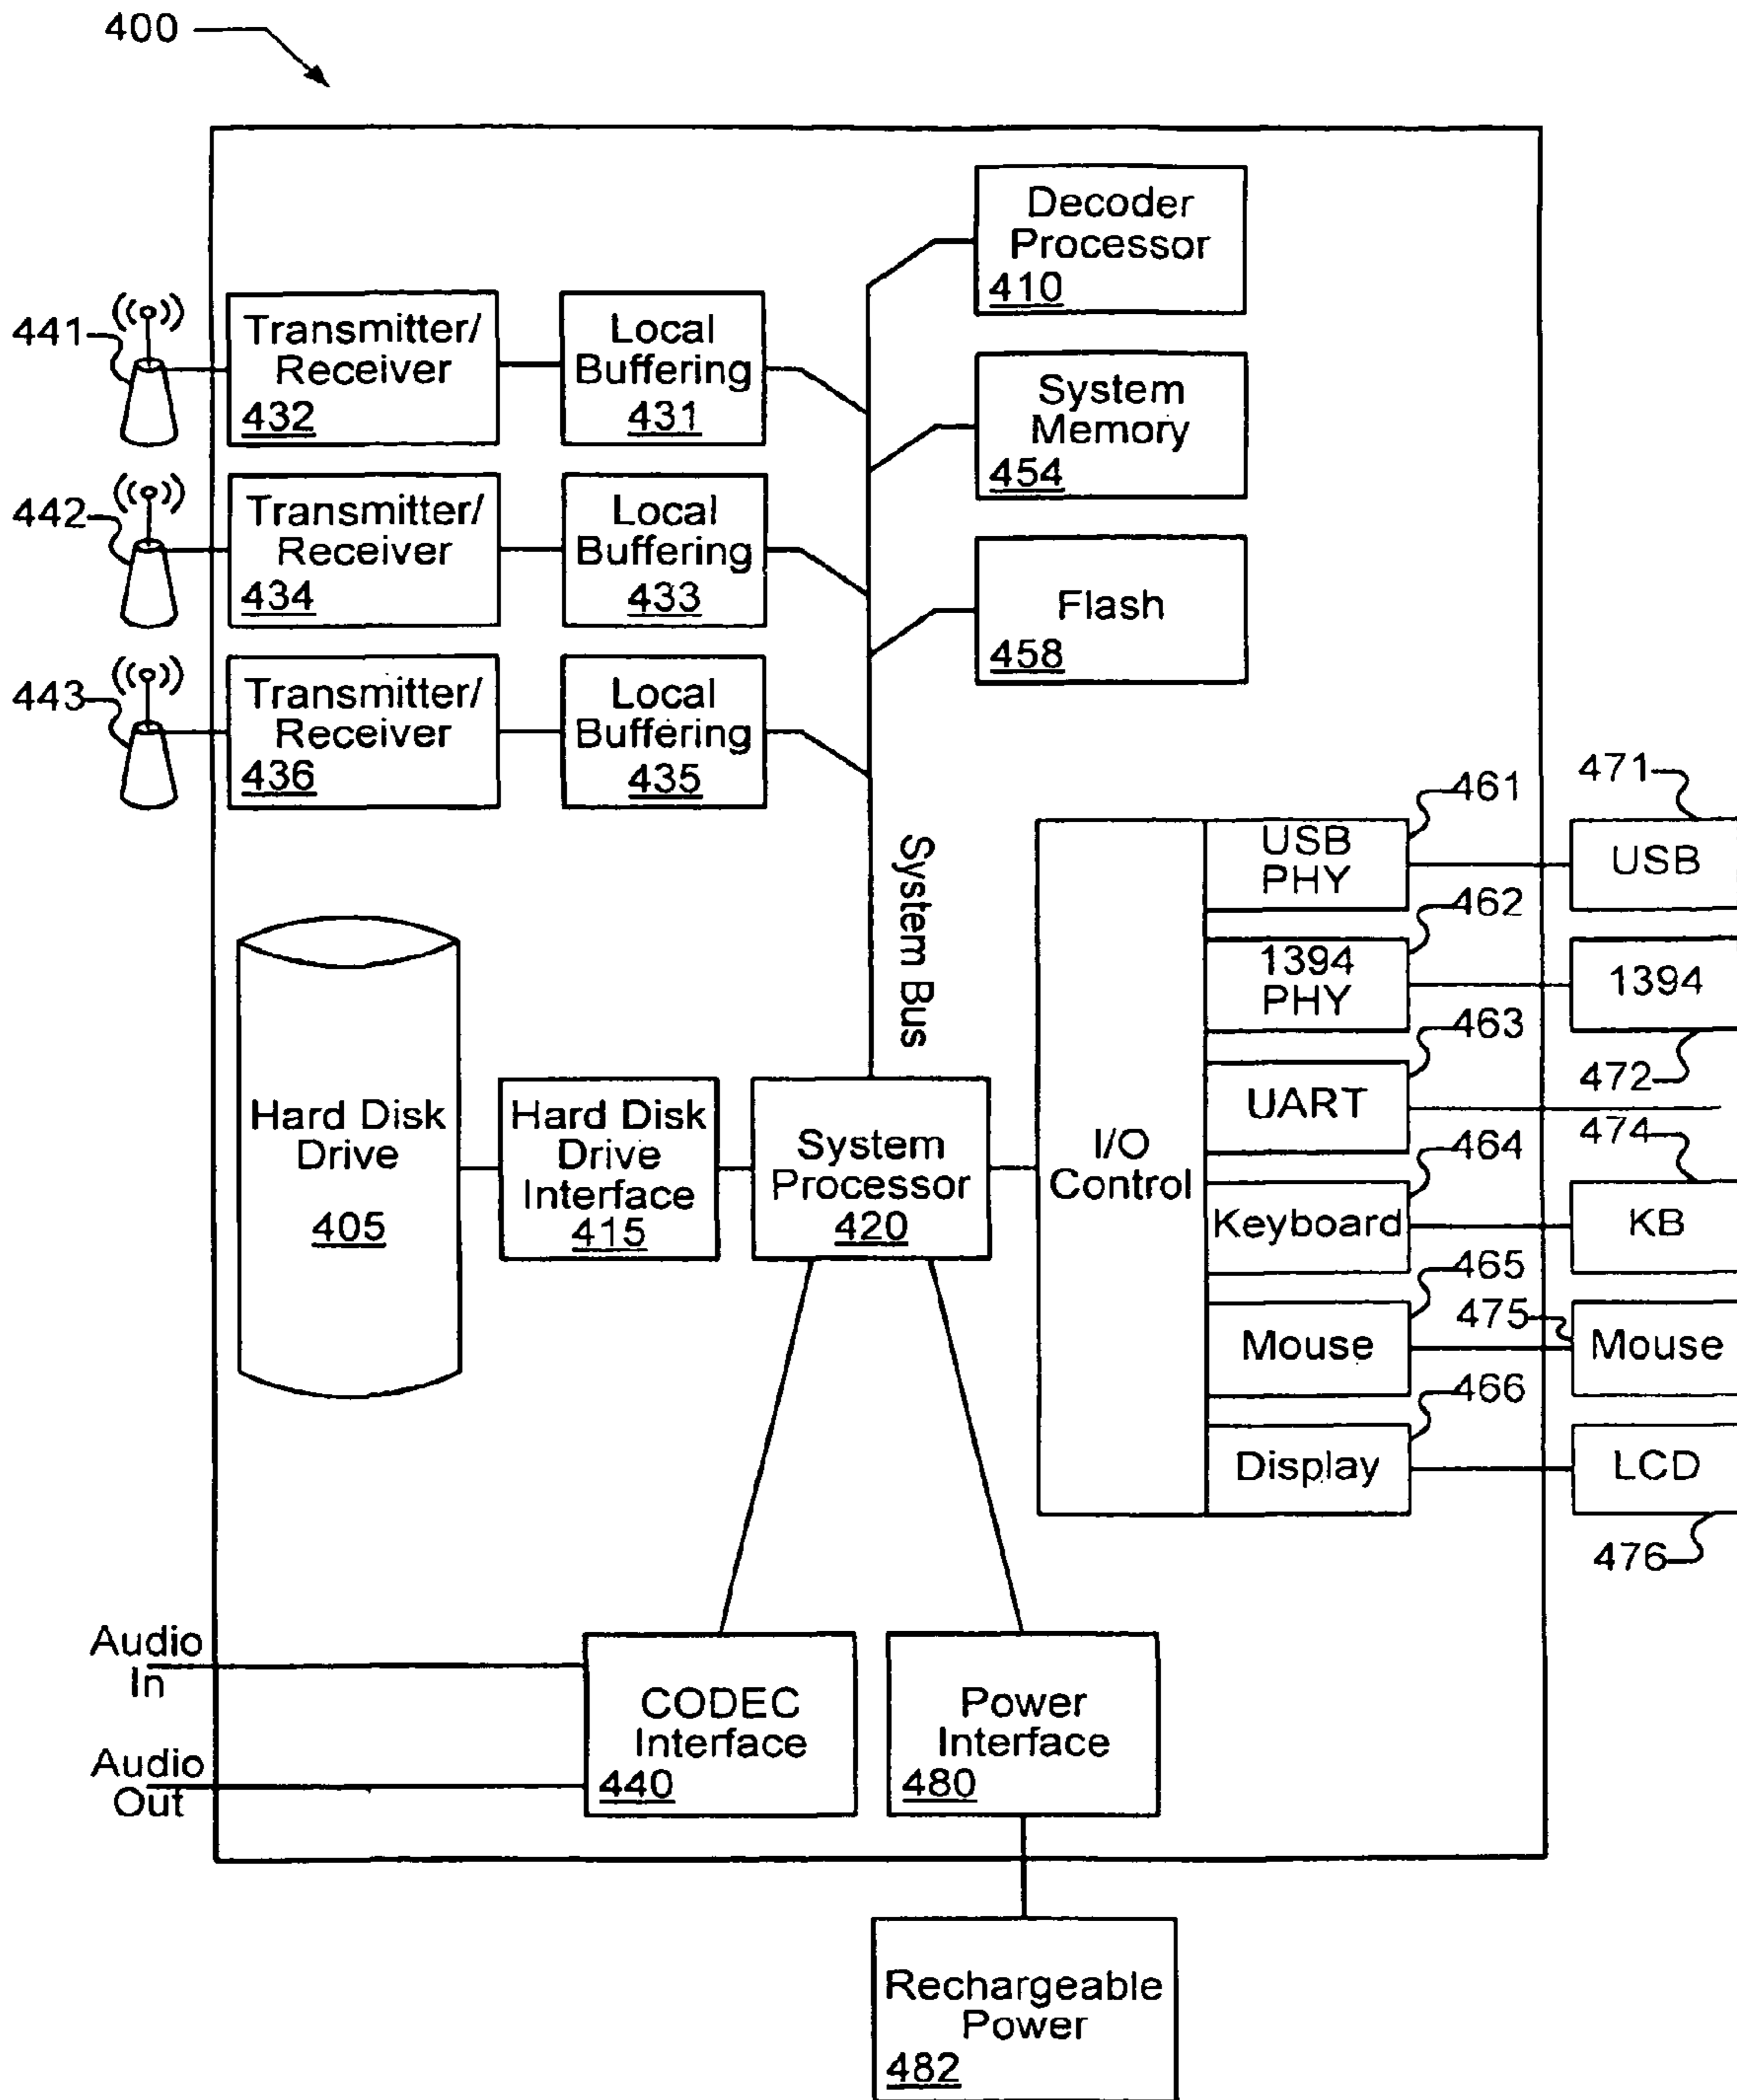 400
Decoder
Processor
410
441
Transmitter/
Receiver
432
Local
Buffering
431
System
Memory
454
442
Transmitter/
Receiver
434
Local
Buffering
433
Flash
458
443
Transmitter/
Receiver
436
Local
Buffering
435
System Bus
461
471
USB
PHY
USB
462
1394
PHY
1394
463
472
UART
474
464
Keyboard
KB
465
475
Mouse
Mouse
466
Display
LCD
476
I/O
Control
Hard Disk
Drive
405
Hard Disk
Drive
Interface
415
System
Processor
420
Audio
In
Audio
Out
CODEC
Interface
440
Power
Interface
480
Rechargeable
Power
482